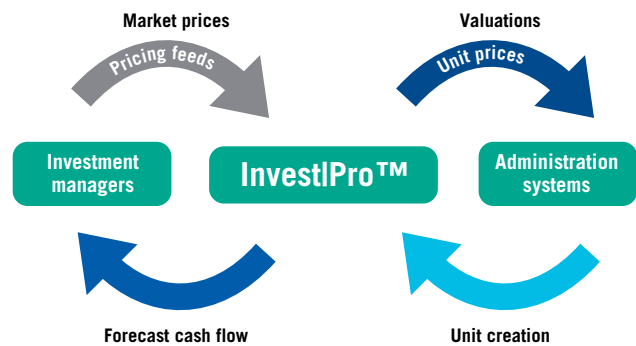 Market prices
Valuations
Pricing feeds
Unit prices
Investment
managers
InvestIPro™
Administration
systems
Forecast cash flow
Unit creation